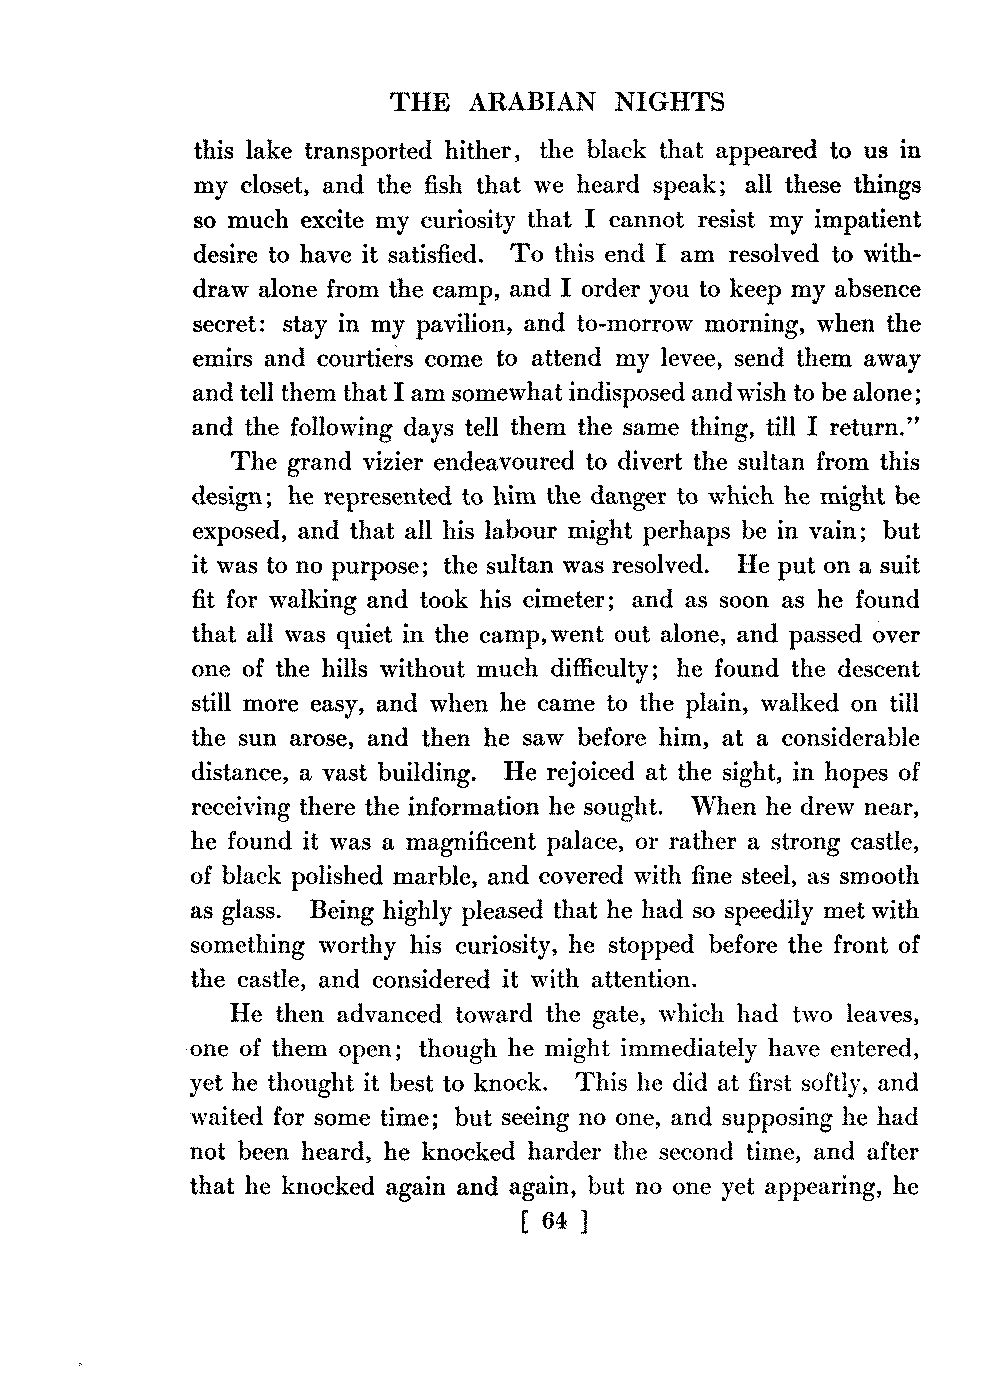 THE ARABIAN NIGHTS
this lake transported hither, the black that appeared to us in
my closet, and the fish that we heard speak; all these things
so much excite my curiosity that I cannot resist my impatient
desire to have it satisfied. To this end I am resolved to with-
draw alone from the camp, and I order you to keep my absence
secret: stay in my pavilion, and to-morrow morning, when the
emirs and courtiers come to attend my levee, send them away
and tell them that I am somewhat indisposed and wish to be alone;
and the following days tell them the same thing, till I return.”
The grand vizier endeavoured to divert the sultan from this
design; he represented to him the danger to which he might be
exposed, and that all his labour might perhaps be in vain; but
it was to no purpose; the sultan was resolved. He put on a suit
fit for walking and took his cimeter; and as soon as he found
that all was quiet in the camp, went out alone, and passed over
one of the hills without much difficulty; he found the descent
still more easy, and when he came to the plain, walked on till
the sun arose, and then he saw before him, at a considerable
distance, a vast building. He rejoiced at the sight, in hopes of
receiving there the information he sought. When he drew near,
he found it was a magnificent palace, or rather a strong castle,
of black polished marble, and covered with fine steel, as smooth
as glass. Being highly pleased that he had so speedily met with
something worthy his curiosity, he stopped before the front of
the castle, and considered it with attention.
He then advanced toward the gate, which had two leaves,
one of them open; though he might immediately have entered,
yet he thought it best to knock. This he did at first softly, and
waited for some time; but seeing no one, and supposing he had
not been heard, he knocked harder the second time, and after
that he knocked again and again, but no one yet appearing, he
[ 64 ]